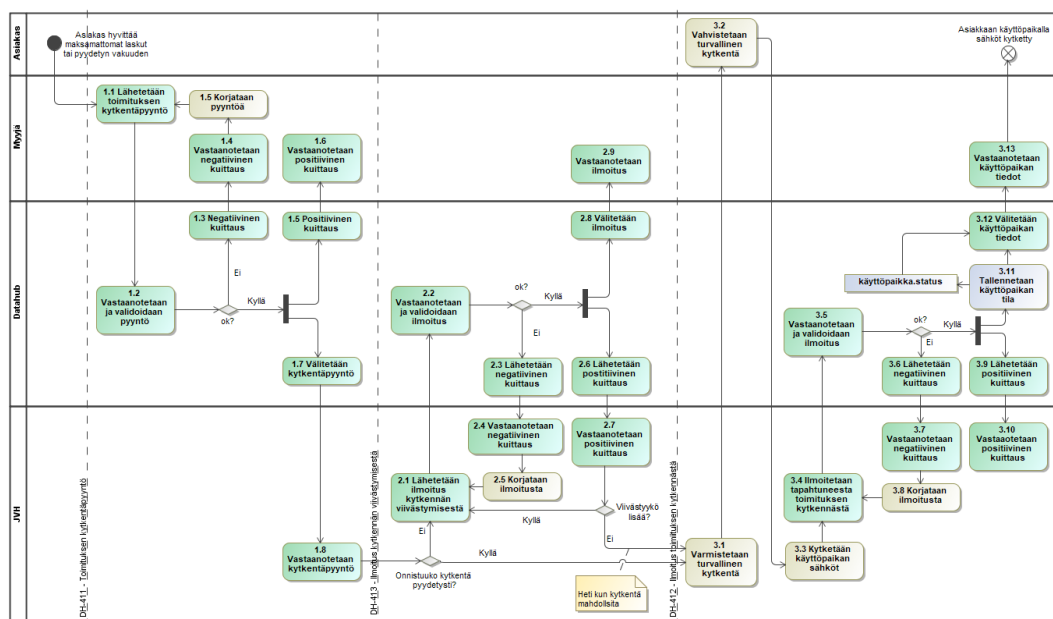 Asiakas
Asiakas hyvittää
maksamattomat laskut
tai pyydetyn vakuuden
3.2
Vahvistetaan
turvallinen
kytkentä
Asiakkaan käyttöpaikalla
sähköt kytketty
Myyjä
1.1 Lähetetään
toimituksen
kytkentäpyyntö
1.5 Korjataan
pyyntöä
1.4
Vastaanotetaan
negatiivinen
kuittaus
1.6
Vastaanotetaan
positiivinen
kuittaus
2.9
Vastaanotetaan
ilmoitus
3.13
Vastaanotetaan
käyttöpaikan
tiedot
Datahub
1.3 Negatiivinen
kuittaus
1.5 Positiivinen
kuittaus
2.8 Välitetään
ilmoitus
3.12 Välitetään
käyttöpaikan
tiedot
Ei
1.2
Vastaanotetaan
ja validoidaan
pyyntö
ok?
Kyllä
2.2
Vastaanotetaan
ja validoidaan
ilmoitus
ok?
Kyllä
Ei
käyttöpaikka.status
3.11
Tallennetaan
käyttöpaikan
tila
3.5
Vastaanotetaan
ja validoidaan
ilmoitus
ok?
Kyllä
Ei
1.7 Välitetään
kytkentäpyyntö
2.3 Lähetetään
negatiivinen
kuittaus
2.6 Lähetetään
postitiivinen
kuittaus
3.6 Lähetetään
negatiivinen
kuittaus
3.9 Lähetetään
positiivinen
kuittaus
JVH
2.4 Vastaanotetaan
negatiivinen
kuittaus
2.7
Vastaanotetaan
positiivinen
kuittaus
3.7
Vastaanotetaan
negatiivinen
kuittaus
3.10
Vastaanotetaan
positiivinen
kuittaus
2.1 Lähetetään
ilmoitus
kytkennän
viivästymisestä
2.5 Korjataan
ilmoitusta
3.4 Ilmoitetaan
tapahtuneesta
toimituksen
kytkennästä
3.8 Korjataan
ilmoitusta
Kyllä
Viivästyykö
lisää?
Ei
Ei
1.8
Vastaanotetaan
kytkentäpyyntö
Kyllä
Onnistuuko kytkentä
pyydetysti?
3.1
Varmistetaan
turvallinen
kytkentä
3.3 Kytketään
käyttöpaikan
sähköt
Heti kun kytkentä
mahdollsita
DH-411 - Toimituksen kytkentäpyyntö
DH-413 - Ilmoitus kytkennän viivästymisestä
DH-412 - Ilmoitus toimituksen kytkennästä